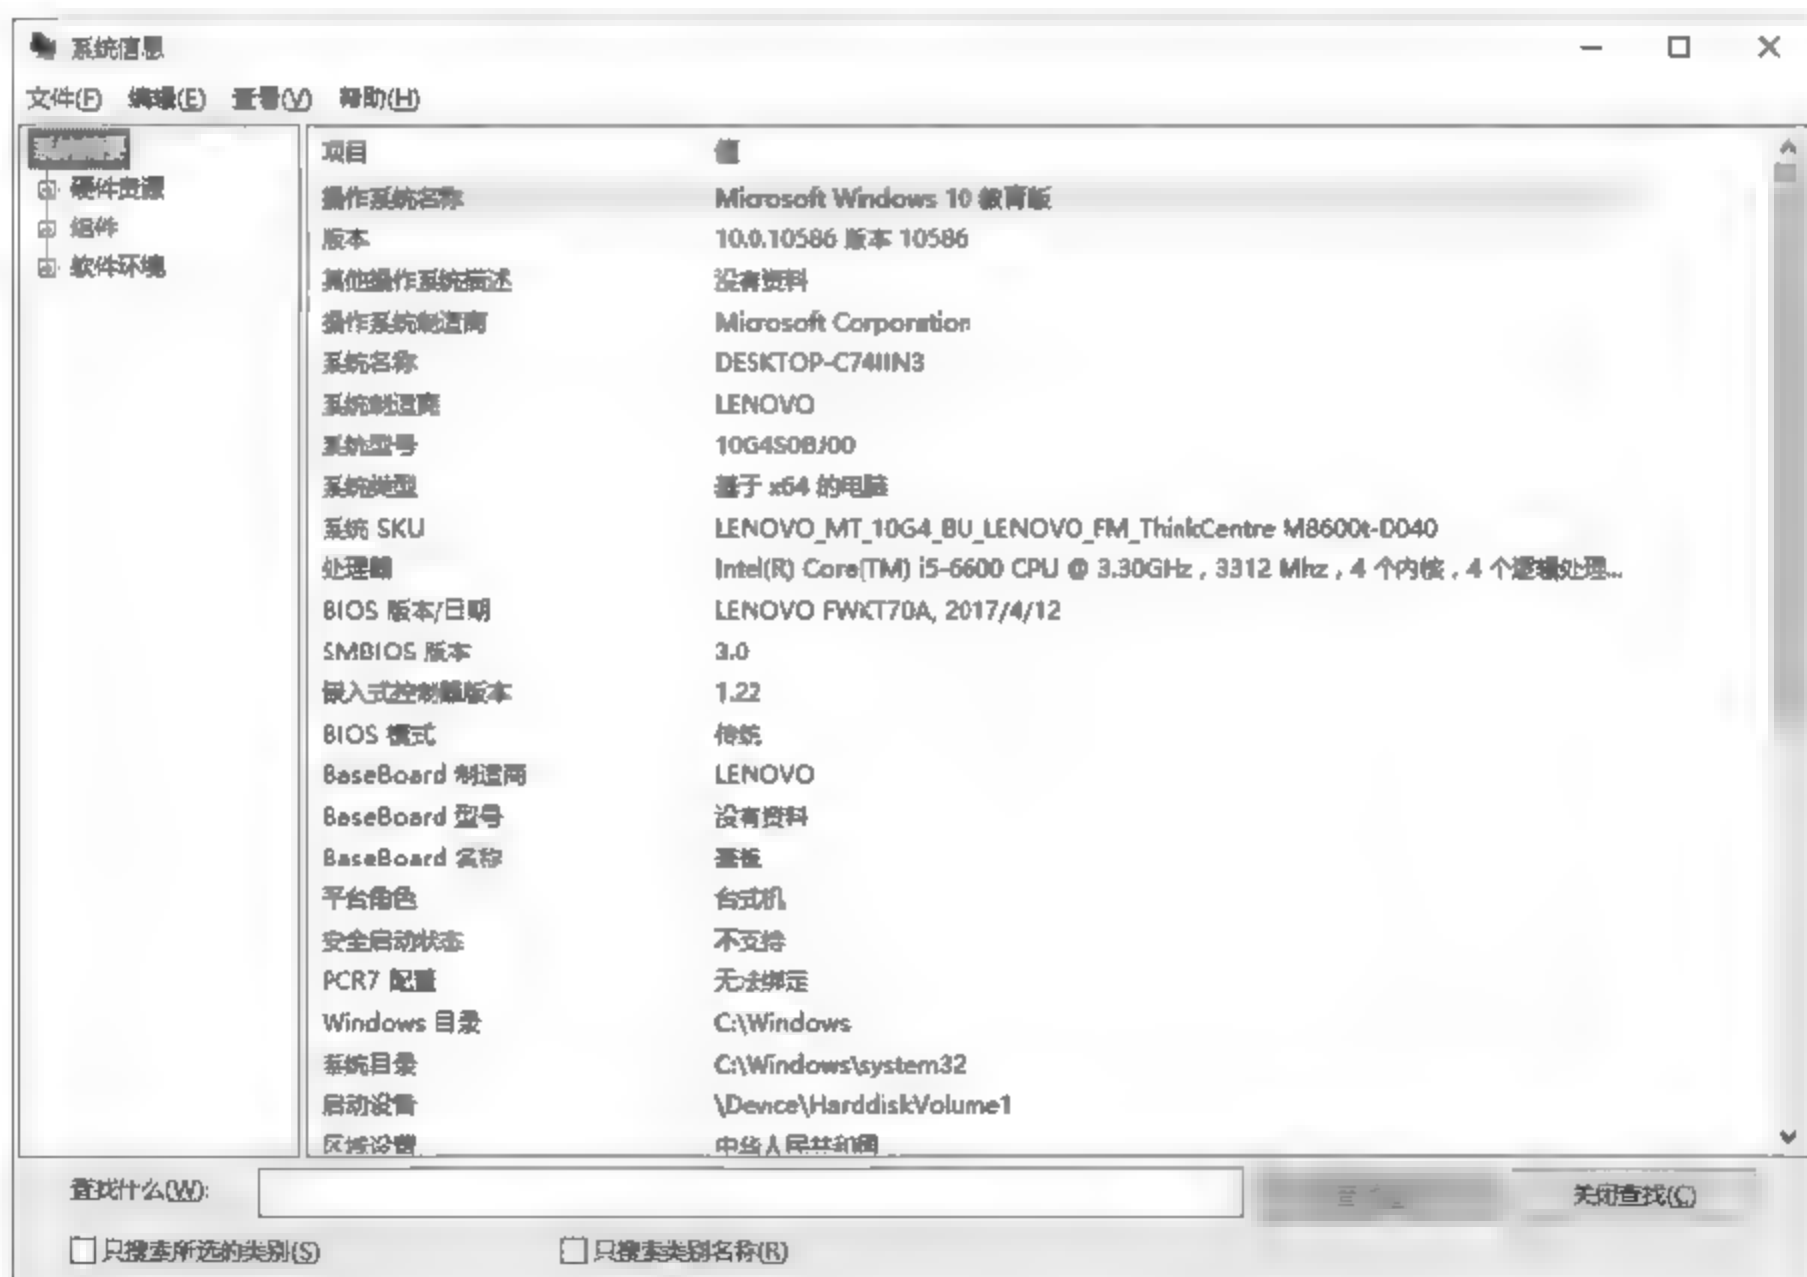 系统信息
文件(F) 编辑(E) 查看(V) 帮助(H)
系统摘要
硬件资源
组件
软件环境
项目 值
操作系统名称 Microsoft Windows 10 教育版
版本 10.0.10586 版本 10586
其他操作系统描述 没有资料
操作系统制造商 Microsoft Corporation
系统名称
系统制造商 LENOVO
系统型号 10G4S0BJ00
系统类型 基于 x64 的电脑
系统 SKU LENOVO_MT_10G4_BU_LENOVO_FM_ThinkCentre M8600t-D040
处理器 Intel(R) Core(TM) i5-6600 CPU @ 3.30GHz，3312 Mhz，4 个内核，4 个逻辑处理...
BIOS 版本/日期 LENOVO FWKT70A, 2017/4/12
SMBIOS 版本 3.0
嵌入式控制器版本 1.22
BIOS 模式 传统
BaseBoard 制造商 LENOVO
BaseBoard 型号 没有资料
BaseBoard 名称 基板
平台角色 台式机
安全启动状态 不支持
PCR7 配置 无法绑定
Windows 目录 C:\Windows
系统目录 C:\Windows\system32
启动设备 \Device\HarddiskVolume1
区域设置 中华人民共和国
查找什么(W): 关闭查找(C)
只搜索所选的类别(S) 只搜索类别名称(R)